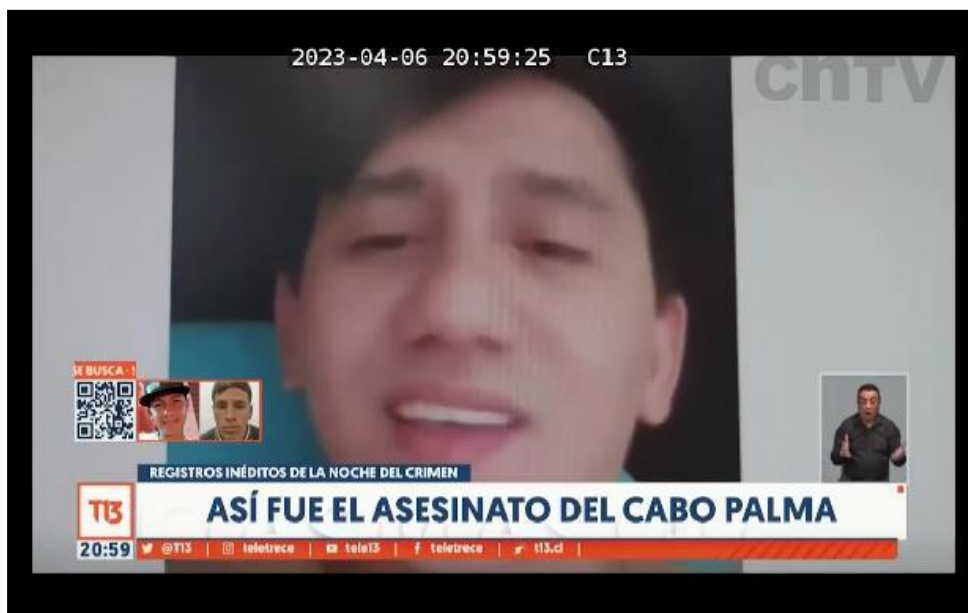 2023-04-06 20:59:25 C13
cnTV
SE BUSCA ·
REGISTROS INÉDITOS DE LA NOCHE DEL CRIMEN
T13
ASÍ FUE EL ASESINATO DEL CABO PALMA
20:59 @T13 | teletrece | tele13 | teletrece | t13.cl |